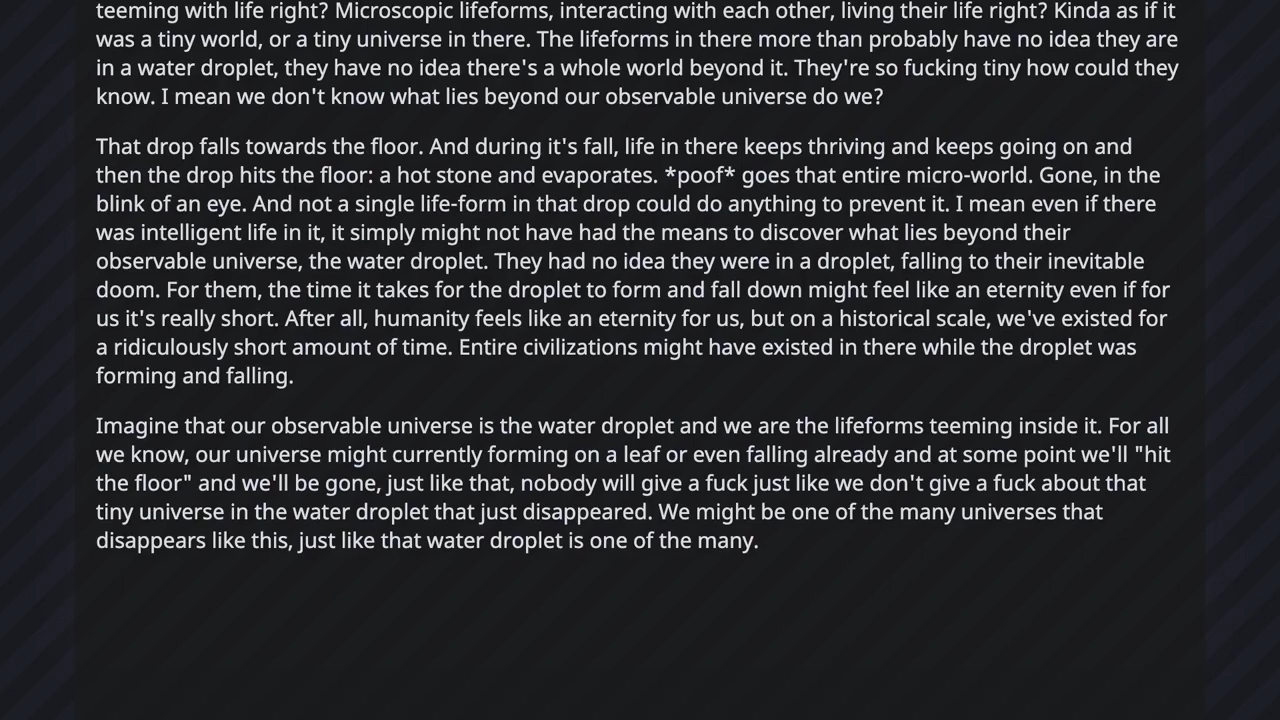 teeming with life right? Microscopic lifeforms, interacting with each other, living their life right? Kinda as if it
was a tiny world, or a tiny universe in there. The lifeforms in there more than probably have no idea they are
in a water droplet, they have no idea there's a whole world beyond it. They're so fucking tiny how could they
know. I mean we don't know what lies beyond our observable universe do we?
That drop falls towards the floor. And during it's fall, life in there keeps thriving and keeps going on and
then the drop hits the floor: a hot stone and evaporates. *poof* goes that entire micro-world. Gone, in the
blink of an eye. And not a single life-form in that drop could do anything to prevent it. I mean even if there
was intelligent life in it, it simply might not have had the means to discover what lies beyond their
observable universe, the water droplet. They had no idea they were in a droplet, falling to their inevitable
doom. For them, the time it takes for the droplet to form and fall down might feel like an eternity even if for
us it's really short. After all, humanity feels like an eternity for us, but on a historical scale, we've existed for
a ridiculously short amount of time. Entire civilizations might have existed in there while the droplet was
forming and falling.
Imagine that our observable universe is the water droplet and we are the lifeforms teeming inside it. For all
we know, our universe might currently forming on a leaf or even falling already and at some point we'll "hit
the floor" and we'll be gone, just like that, nobody will give a fuck just like we don't give a fuck about that
tiny universe in the water droplet that just disappeared. We might be one of the many universes that
disappears like this, just like that water droplet is one of the many.